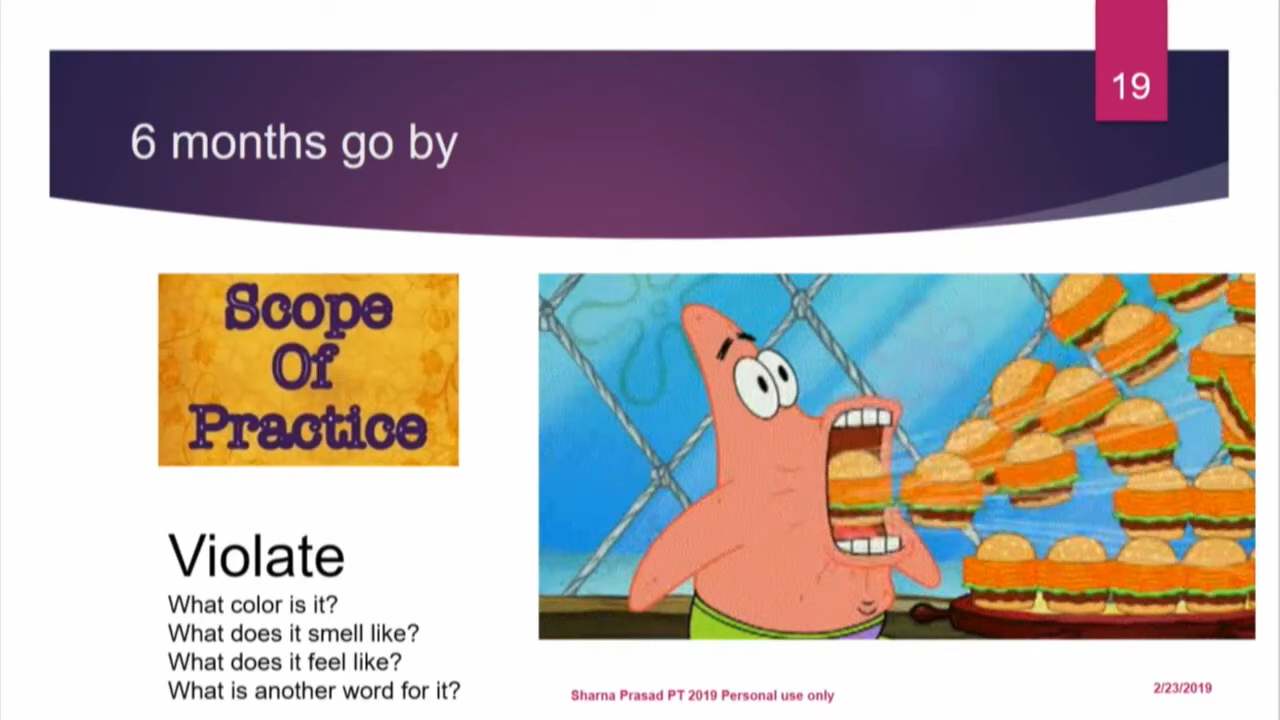 19
6 months go by
Scope
Of
Practice
Violate
What color is it?
What does it smell like?
What does it feel like?
What is another word for it?
Sharna Prasad PT 2019 Personal use only
2/23/2019